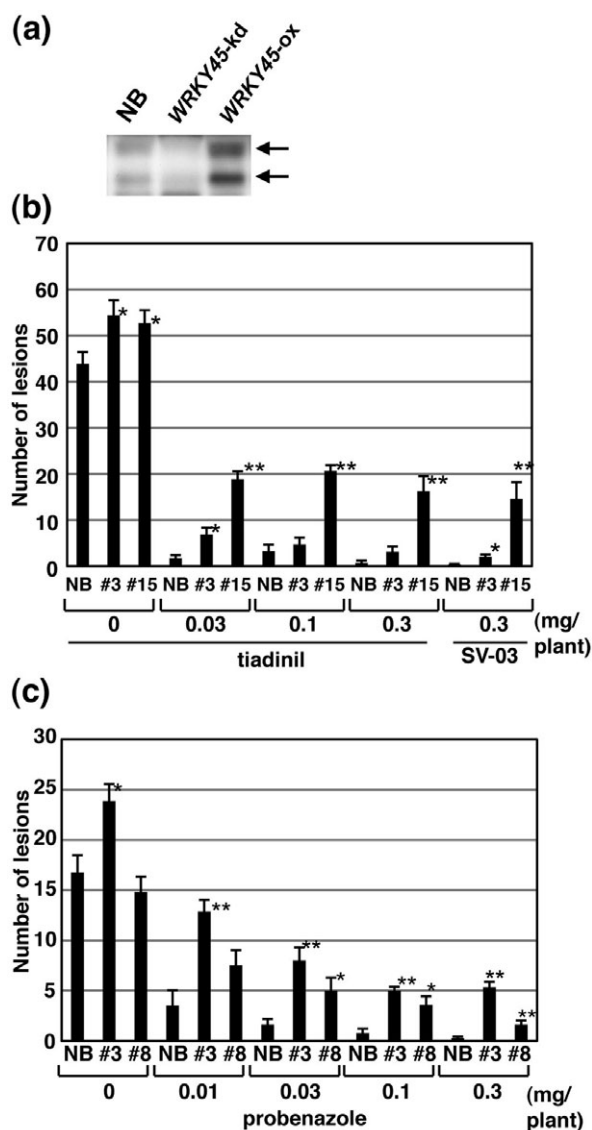 (a)
NB WRKY45-kd WRKY45-ox
(b)
70
60
50
40
30
20
10
0
Number of lesions
* *
* **
**
**
* **
NB #3 #15 NB #3 #15 NB #3 #15 NB #3 #15 NB #3 #15
0 0.03 0.1 0.3 0.3 (mg/
plant)
tiadinil SV-03
(c)
30
25
20
15
10
5
0
Number of lesions
*
**
** *
** *
** **
NB #3 #8 NB #3 #8 NB #3 #8 NB #3 #8 NB #3 #8
0 0.01 0.03 0.1 0.3 (mg/
plant)
probenazole